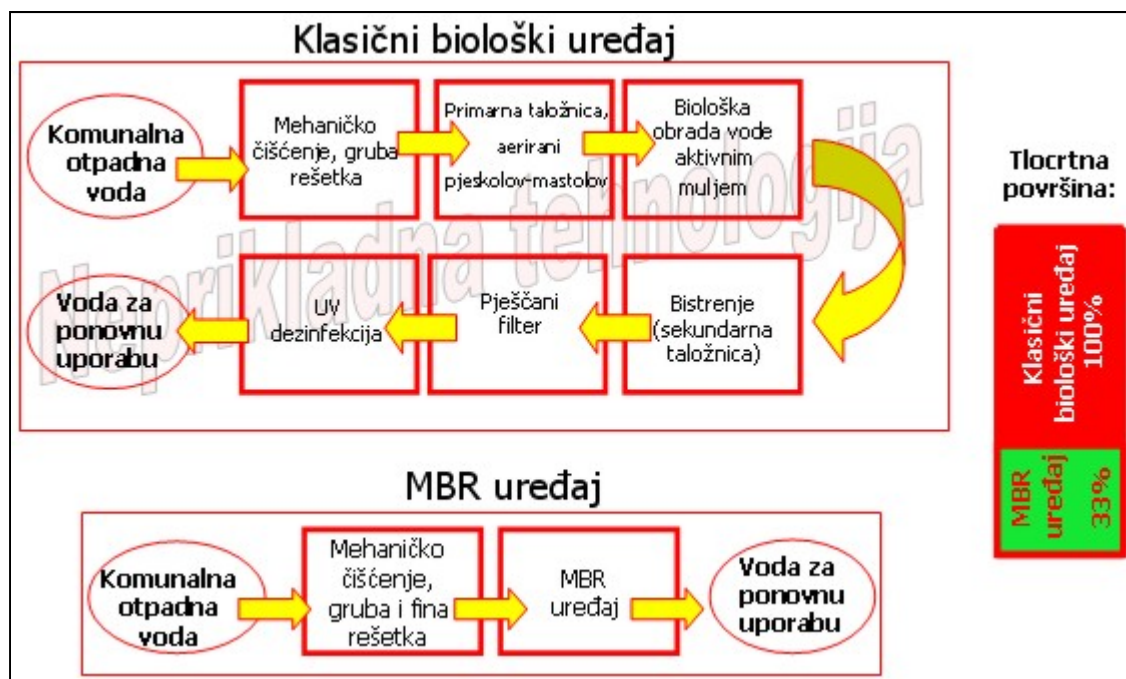 Klasični biološki uređaj
Komunalna
otpadna
voda
Mehaničko
čišćenje, gruba
rešetka
Primarna taložnica,
aerirani
pjeskolov-mastolov
Biološka
obrada vode
aktivnim
muljem
Neprikladna tehnologija
Voda za
ponovnu
uporabu
UV
dezinfekcija
Pješčani
filter
Bistrenje
(sekundarna
taložnica)
Tlocrtna
površina:
Klasični
biološki uređaj
100%
MBR
uređaj
33%
MBR uređaj
Komunalna
otpadna
voda
Mehaničko
čišćenje,
gruba i fina
rešetka
MBR
uređaj
Voda za
ponovnu
uporabu